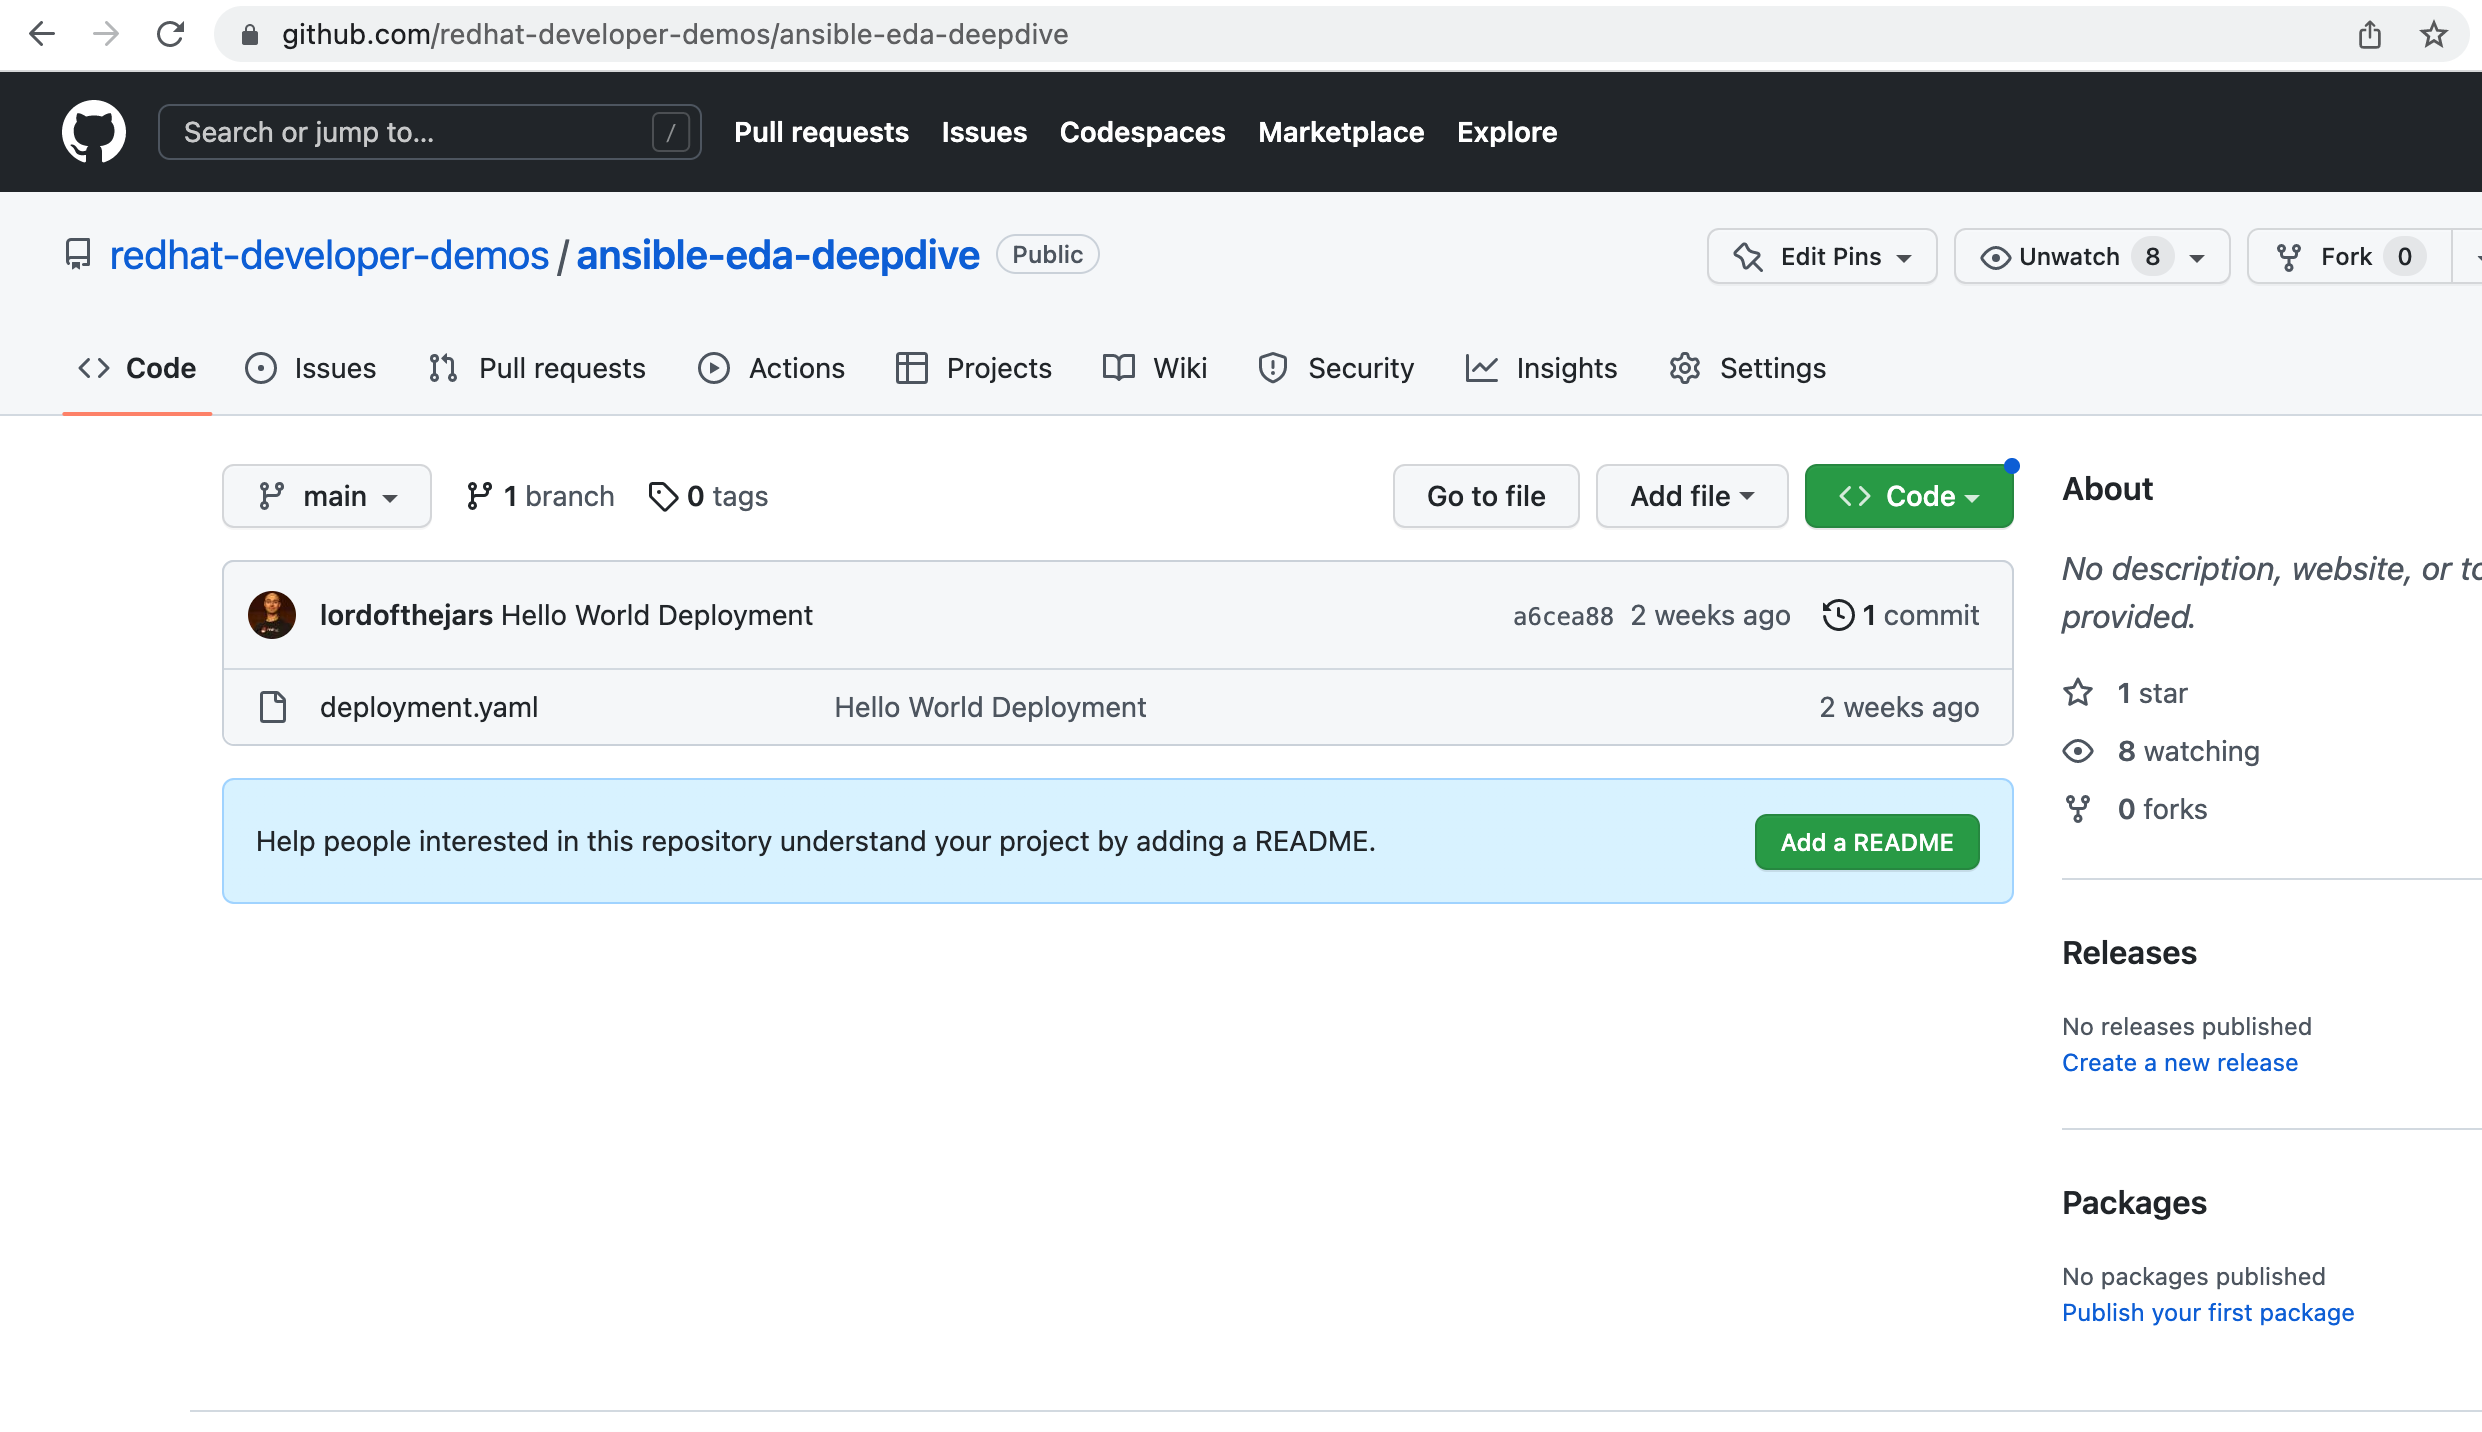 github.com/redhat-developer-demos/ansible-eda-deepdive
Search or jump to... / Pull requests Issues Codespaces Marketplace Explore
redhat-developer-demos / ansible-eda-deepdive Public Edit Pins Unwatch 8 Fork 0
Code Issues Pull requests Actions Projects Wiki Security Insights Settings
main 1 branch 0 tags Go to file Add file Code
lordofthejars Hello World Deployment a6cea88 2 weeks ago 1 commit
deployment.yaml Hello World Deployment 2 weeks ago
Help people interested in this repository understand your project by adding a README. Add a README
About
No description, website, or
provided.
1 star
8 watching
0 forks
Releases
No releases published
Create a new release
Packages
No packages published
Publish your first package